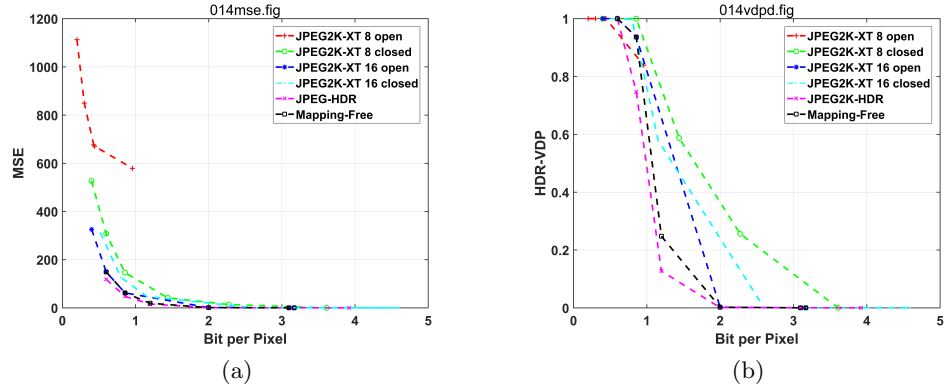 014mse.fig
1200
1000
800
600
400
200
0
0 1 2 3 4 5
MSE
Bit per Pixel
JPEG2K-XT 8 open
JPEG2K-XT 8 closed
JPEG2K-XT 16 open
JPEG2K-XT 16 closed
JPEG-HDR
Mapping-Free
(a)
014vdpd.fig
1
0.8
0.6
0.4
0.2
0
0 1 2 3 4 5
HDR-VDP
Bit per Pixel
JPEG2K-XT 8 open
JPEG2K-XT 8 closed
JPEG2K-XT 16 open
JPEG2K-XT 16 closed
JPEG2K-HDR
Mapping-Free
(b)